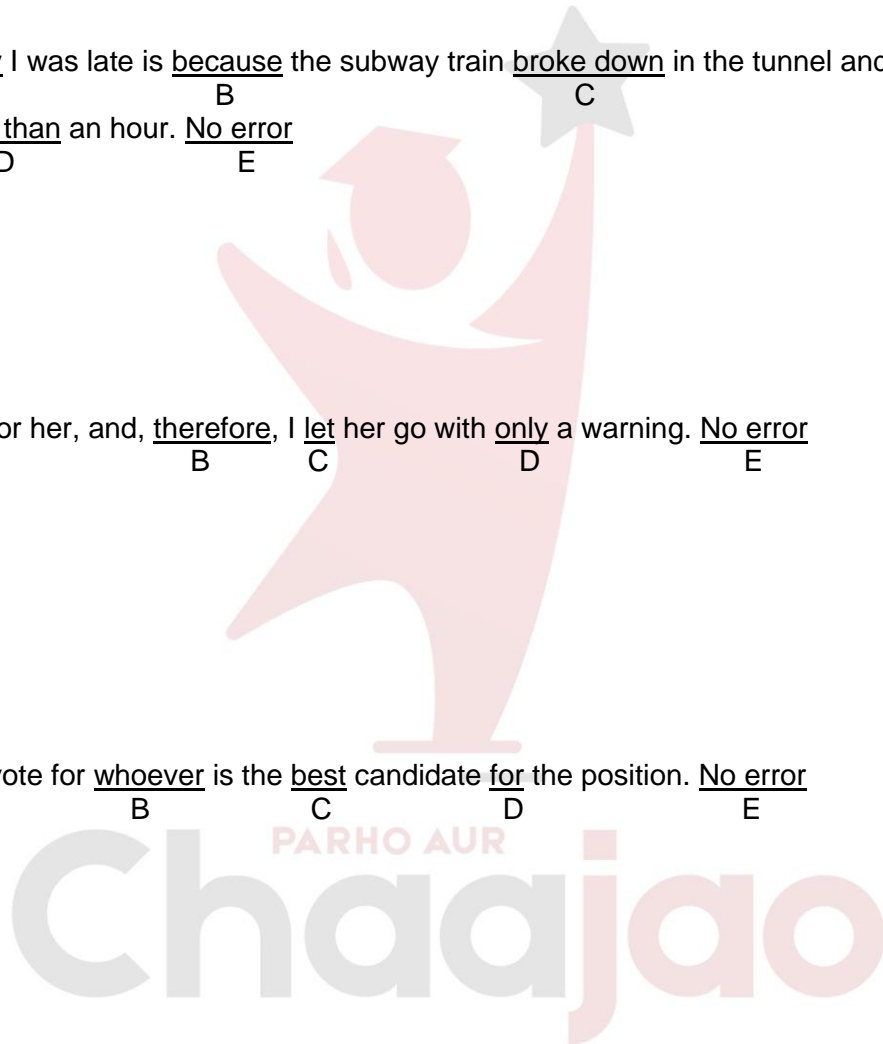 I was late is because the subway train broke down in the tunnel and
B C
than an hour. No error
D E
or her, and, therefore, I let her go with only a warning. No error
B C D E
vote for whoever is the best candidate for the position. No error
B C D E
PARHO AUR
Chaajao